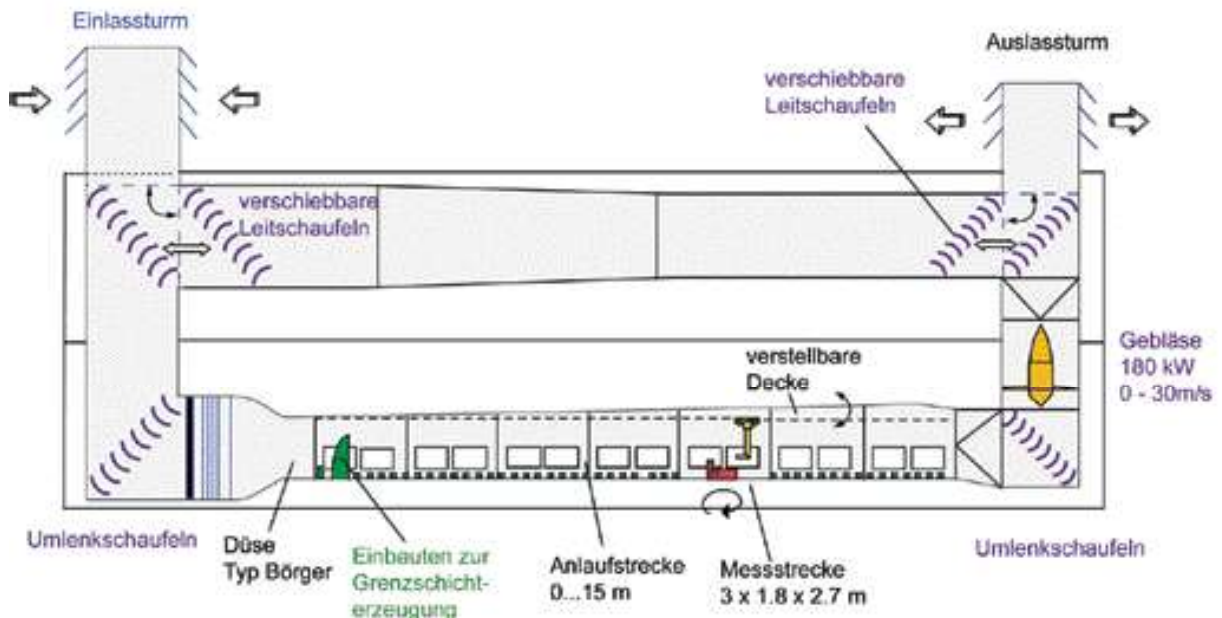 Einlassturm
Auslassturm
verschiebbare
Leitschaufeln
verschiebbare
Leitschaufeln
Gebläse
180 kW
0 - 30m/s
verstellbare
Decke
Umlenkschaufeln
Düse
Typ Börger
Einbauten zur
Grenzschicht-
erzeugung
Anlaufstrecke
0...15 m
Messstrecke
3 x 1.8 x 2.7 m
Umlenkschaufeln